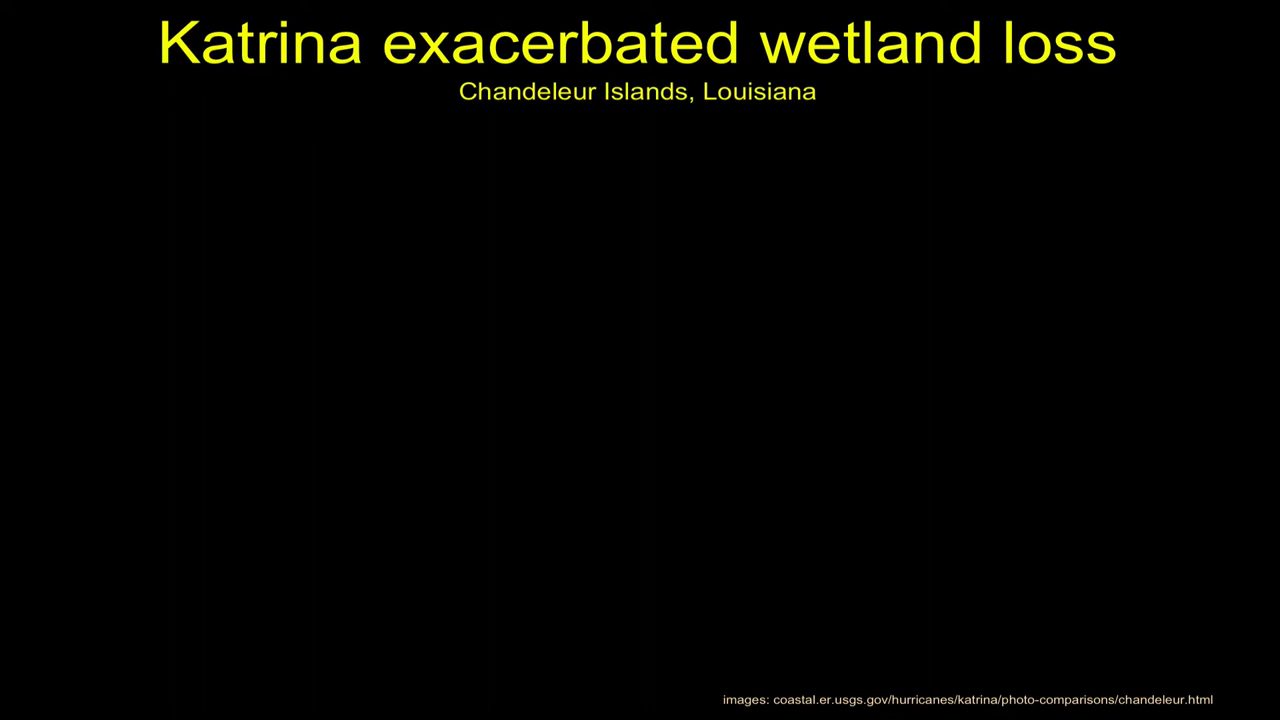 Katrina exacerbated wetland loss
Chandeleur Islands, Louisiana
images: coastal.er.usgs.gov/hurricanes/katrina/photo-comparisons/chandeleur.html